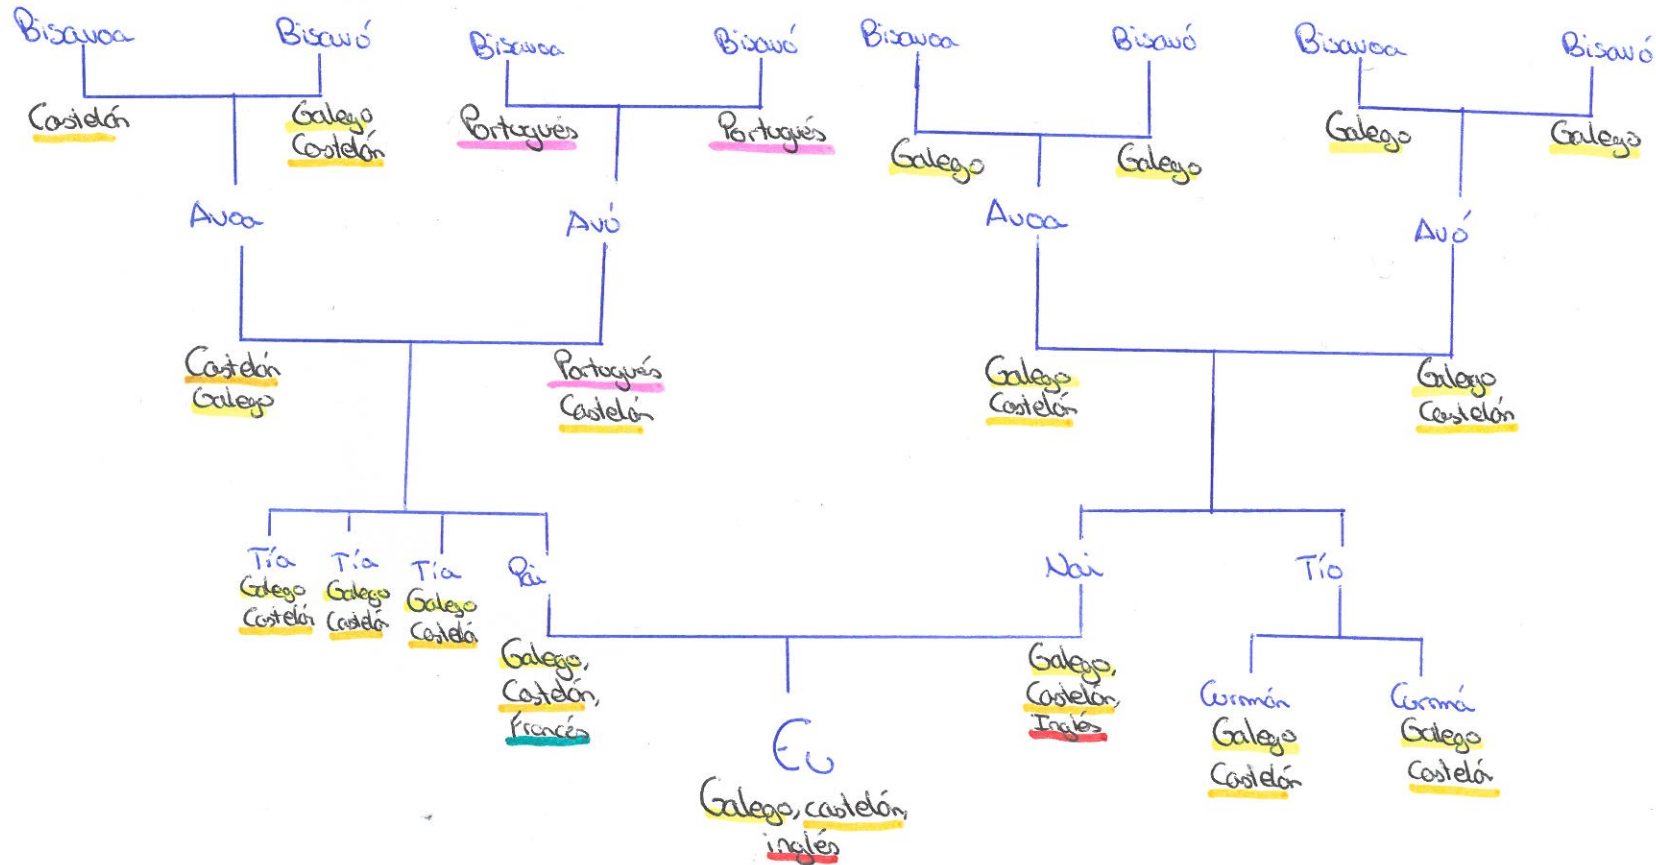 Bisavoa Bisavó Bisavoa Bisavó Bisavoa Bisavó Bisavoa Bisavó
Castelán Galego Portugués Portugués Galego Galego Galego Galego
Castelán
Avoa Avó Avoa Avó
Castelán Portugués Galego Galego
Galego Castelán Castelán Castelán
Tía Tía Tía Pai Nai Tío
Galego Galego Galego
Castelán Castelán Castelán
Galego, Galego,
Castelán, Castelán,
Francés Inglés
Curmán Curmá
Galego Galego
Castelán Castelán
Eu
Galego, castelán,
inglés